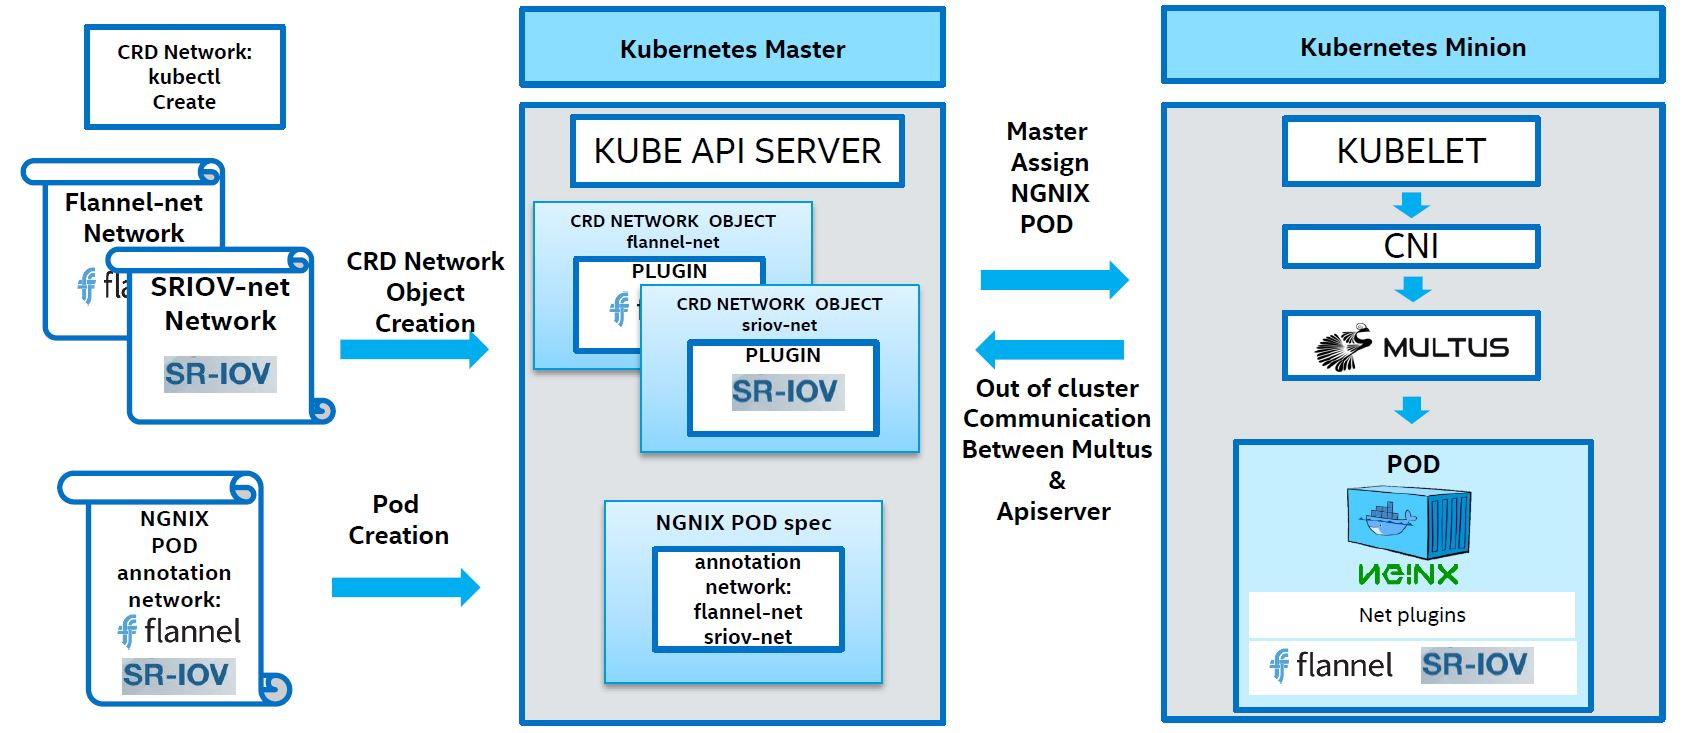 CRD Network:
kubectl
Create
Flannel-net
Network
fla
SRIOV-net
Network
SR-IOV
CRD Network
Object
Creation
NGNIX
POD
annotation
network:
flannel
SR-IOV
Pod
Creation
Kubernetes Master
KUBE API SERVER
CRD NETWORK OBJECT
flannel-net
PLUGIN
CRD NETWORK OBJECT
sriov-net
PLUGIN
SR-IOV
NGNIX POD spec
annotation
network:
flannel-net
sriov-net
Master
Assign
NGNIX
POD
Out of cluster
Communication
Between Multus
&
Apiserver
Kubernetes Minion
KUBELET
CNI
MULTUS
POD
NGINX
Net plugins
flannel
SR-IOV